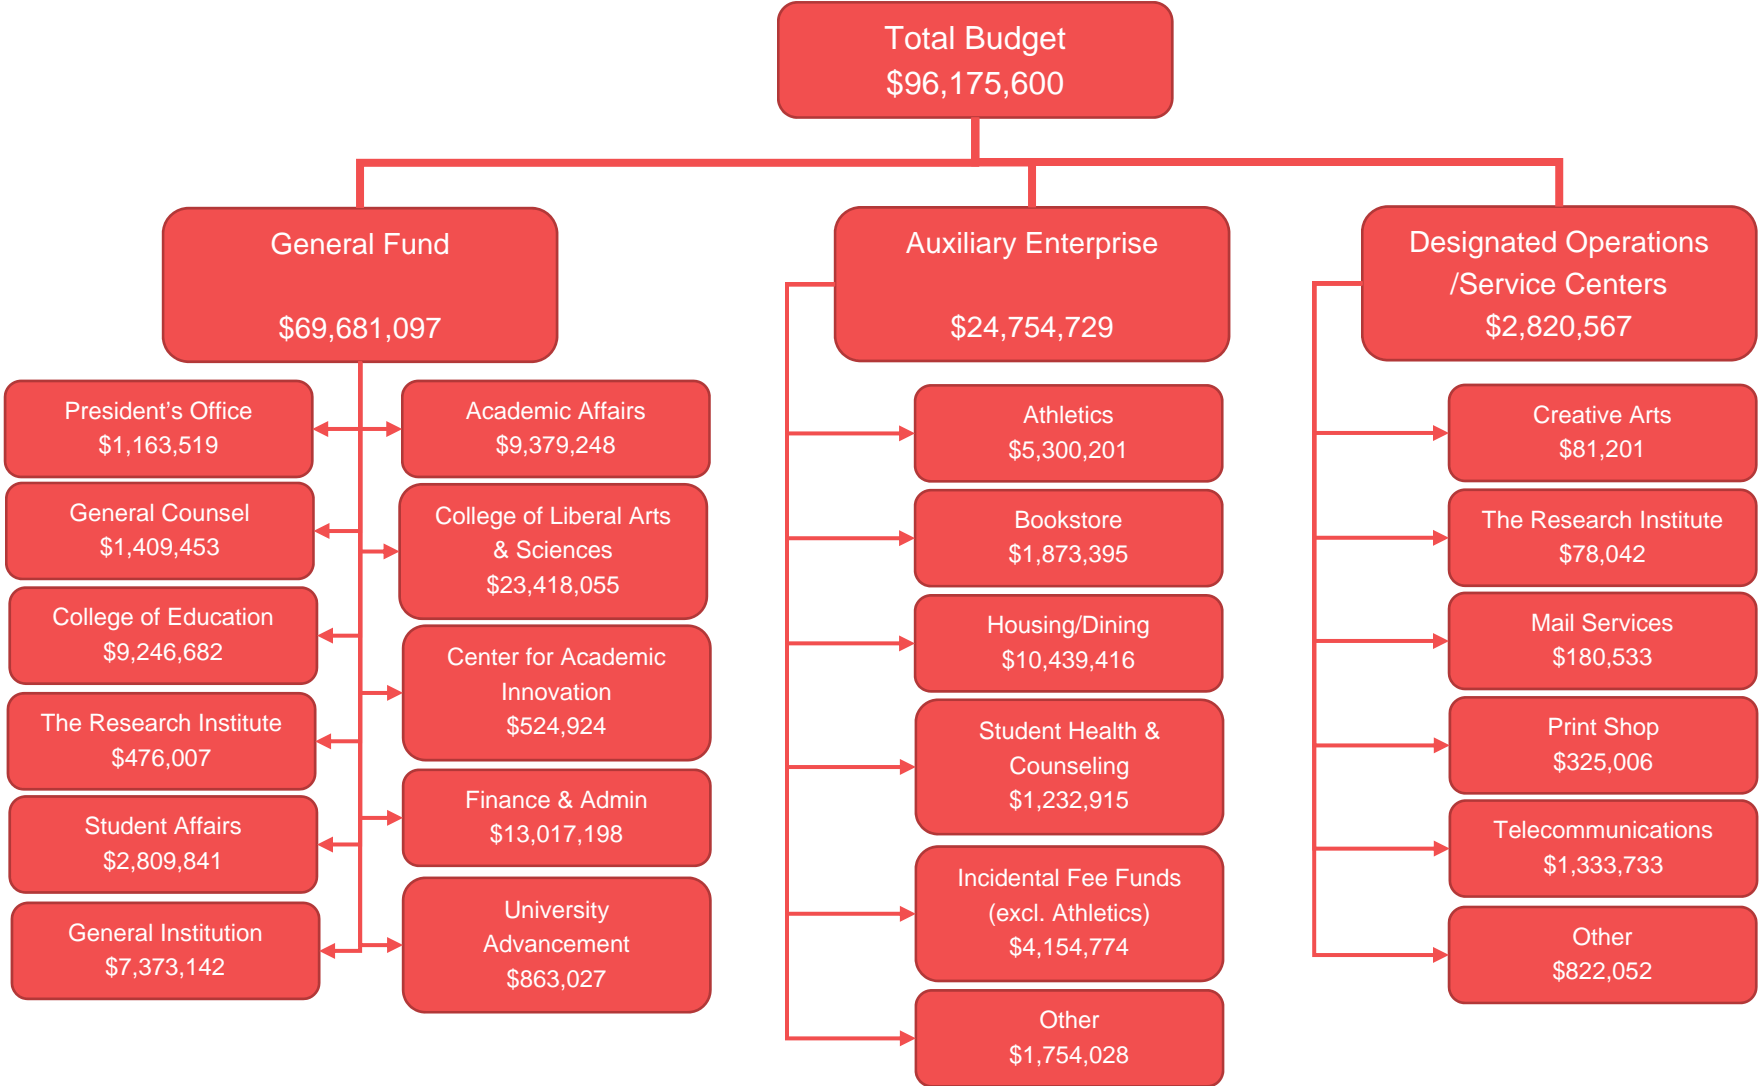 Total Budget
$96,175,600
General Fund
$69,681,097
President’s Office
$1,163,519
Academic Affairs
$9,379,248
General Counsel
$1,409,453
College of Liberal Arts
& Sciences
$23,418,055
College of Education
$9,246,682
Center for Academic
Innovation
$524,924
The Research Institute
$476,007
Finance & Admin
$13,017,198
Student Affairs
$2,809,841
University
Advancement
$863,027
General Institution
$7,373,142
Auxiliary Enterprise
$24,754,729
Athletics
$5,300,201
Bookstore
$1,873,395
Housing/Dining
$10,439,416
Student Health &
Counseling
$1,232,915
Incidental Fee Funds
(excl. Athletics)
$4,154,774
Other
$1,754,028
Designated Operations
/Service Centers
$2,820,567
Creative Arts
$81,201
The Research Institute
$78,042
Mail Services
$180,533
Print Shop
$325,006
Telecommunications
$1,333,733
Other
$822,052